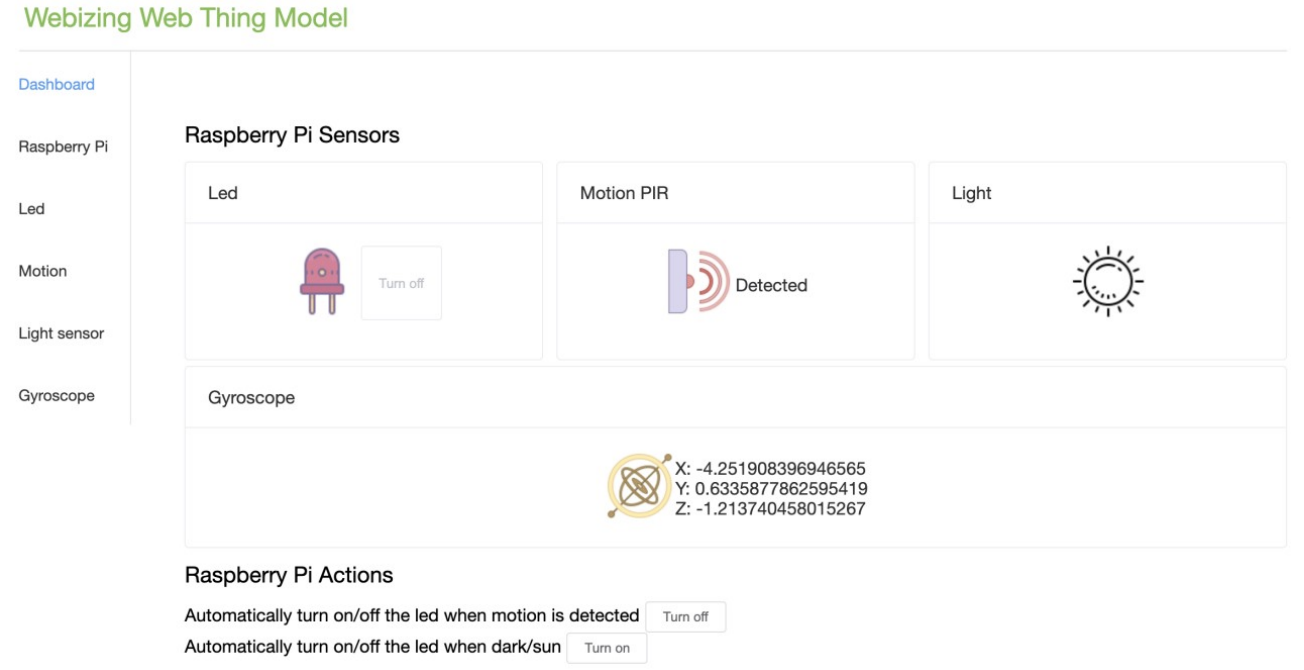 Webizing Web Thing Model
Dashboard
Raspberry Pi
Led
Motion
Light sensor
Gyroscope
Raspberry Pi Sensors
Led
Turn off
Motion PIR
Detected
Light
Gyroscope
X: -4.251908396946565
Y: 0.6335877862595419
Z: -1.213740458015267
Raspberry Pi Actions
Automatically turn on/off the led when motion is detected Turn off
Automatically turn on/off the led when dark/sun Turn on